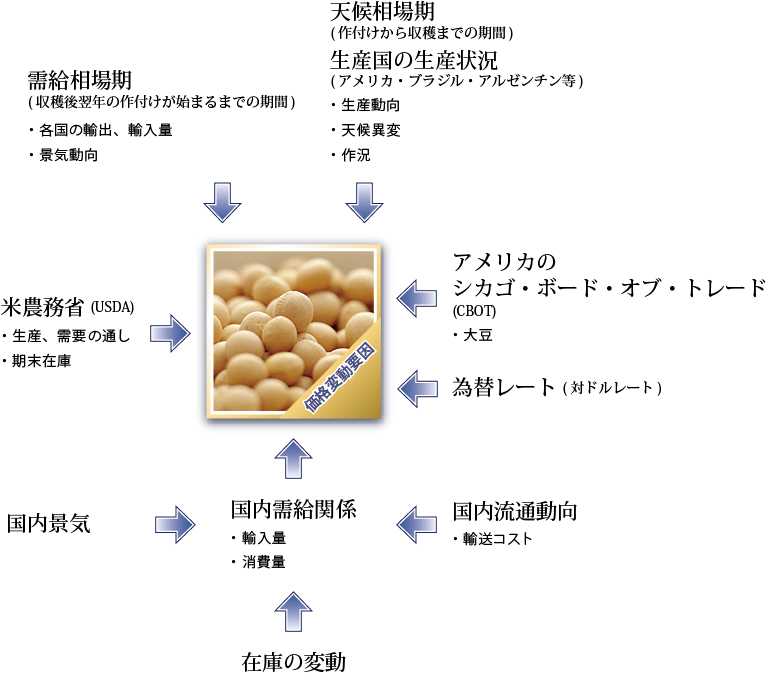 天候相場期
(作付けから収穫までの期間)
生産国の生産状況
(アメリカ・ブラジル・アルゼンチン等)
・生産動向
・天候異変
・作況
需給相場期
(収穫後翌年の作付けが始まるまでの期間)
・各国の輸出、輸入量
・景気動向
米農務省 (USDA)
・生産、需要の通し
・期末在庫
価格変動要因
アメリカの
シカゴ・ボード・オブ・トレード
(CBOT)
・大豆
為替レート (対ドルレート)
国内景気
国内需給関係
・輸入量
・消費量
国内流通動向
・輸送コスト
在庫の変動